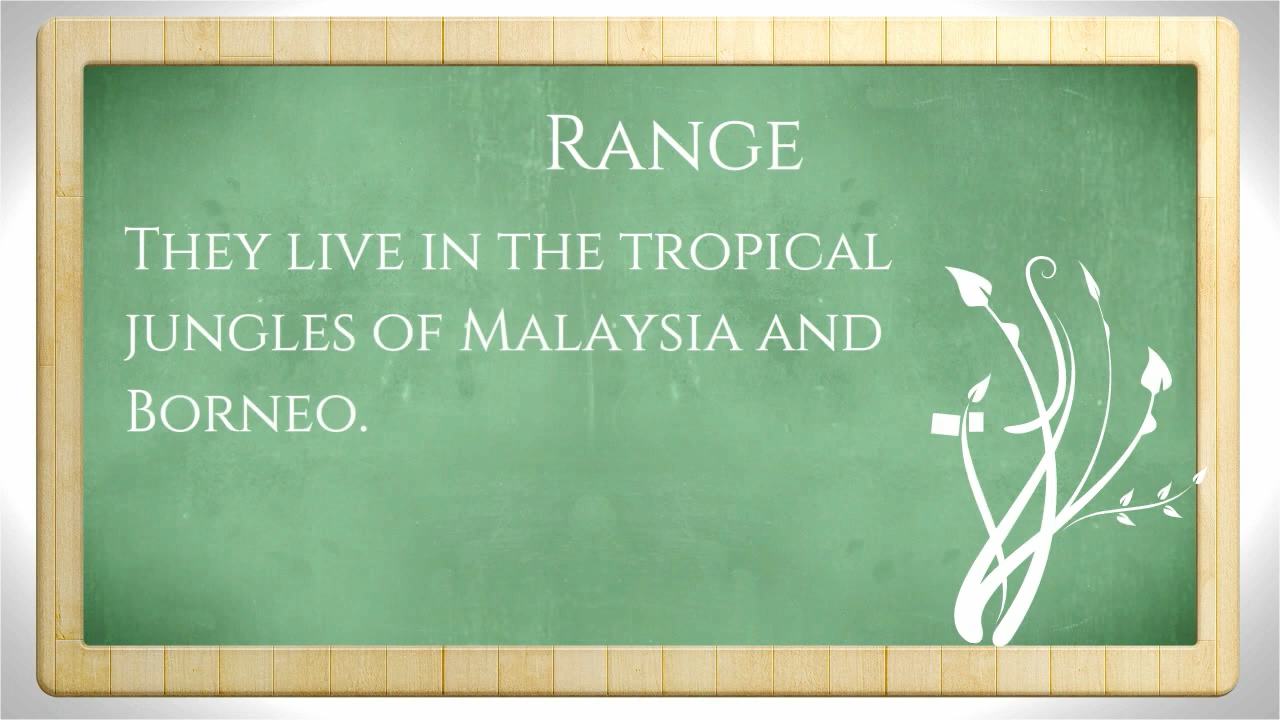 Range
They live in the tropical
jungles of Malaysia and
Borneo.